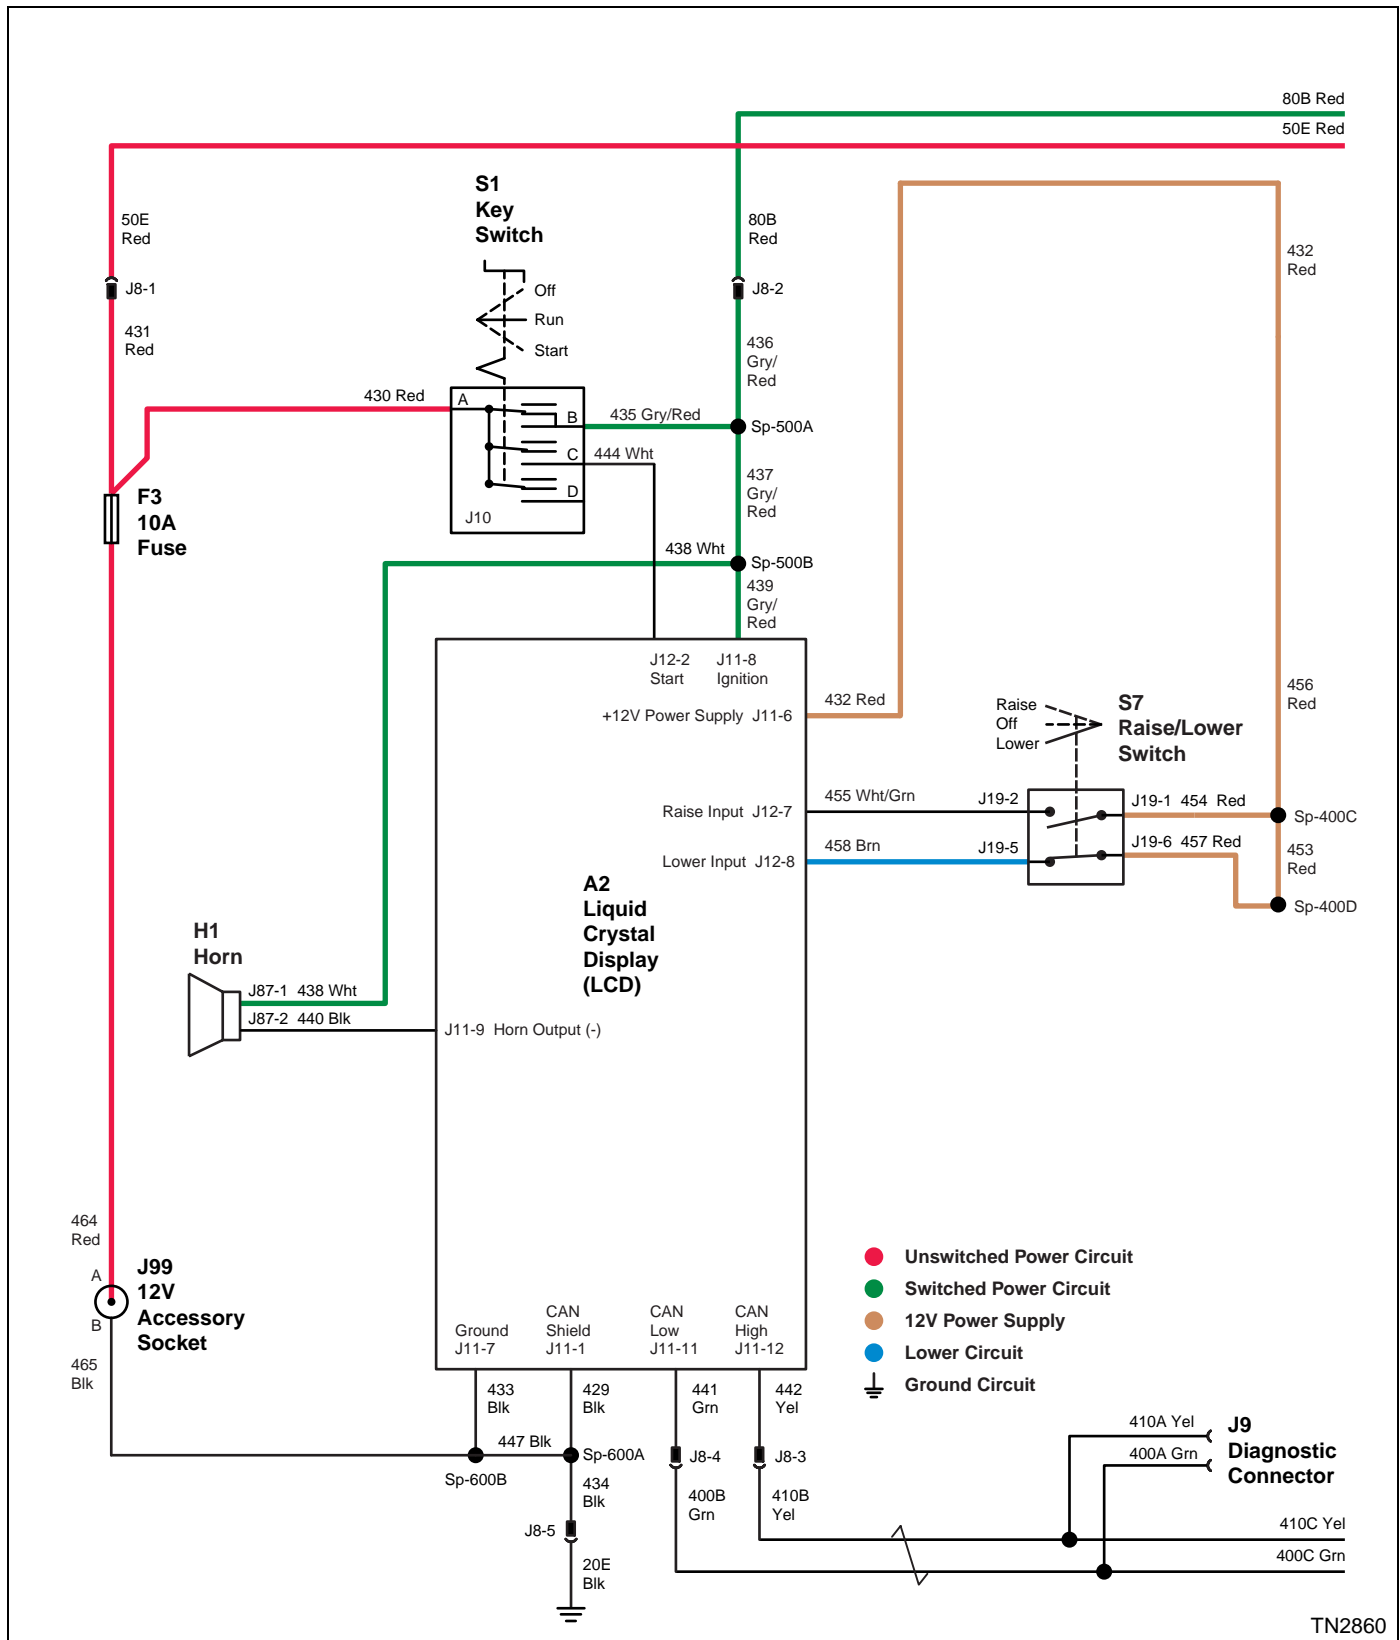 80B Red
50E Red
S1
Key
Switch
50E
Red
80B
Red
432
Red
J8-1
Off
J8-2
Run
431
Red
Start
436
Gry/
Red
430 Red
A
B
435 Gry/Red
Sp-500A
C
444 Wht
437
Gry/
Red
D
J10
F3
10A
Fuse
438 Wht
Sp-500B
439
Gry/
Red
J12-2
Start
J11-8
Ignition
+12V Power Supply J11-6
432 Red
456
Red
Raise
Off
Lower
S7
Raise/Lower
Switch
455 Wht/Grn
J19-2
J19-1 454 Red
Raise Input J12-7
Sp-400C
458 Brn
J19-5
J19-6 457 Red
453
Red
Lower Input J12-8
A2
Liquid
Crystal
Display
(LCD)
Sp-400D
H1
Horn
J87-1 438 Wht
J87-2 440 Blk
J11-9 Horn Output (-)
464
Red
A
B
J99
12V
Accessory
Socket
465
Blk
Unswitched Power Circuit
Switched Power Circuit
12V Power Supply
Lower Circuit
Ground Circuit
Ground
J11-7
CAN
Shield
J11-1
CAN
Low
J11-11
CAN
High
J11-12
433
Blk
429
Blk
441
Grn
442
Yel
410A Yel
J9
Diagnostic
Connector
400A Grn
447 Blk
Sp-600A
J8-4
J8-3
Sp-600B
434
Blk
400B
Grn
410B
Yel
J8-5
410C Yel
400C Grn
20E
Blk
TN2860